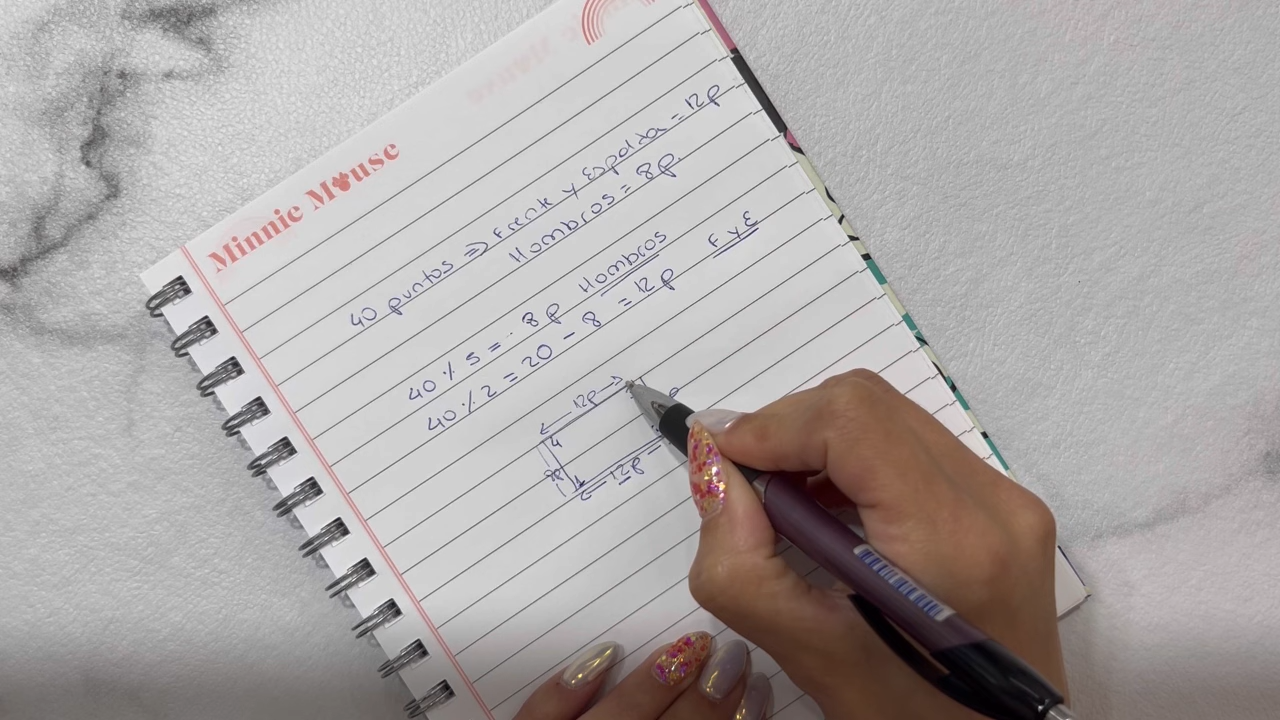 Minnie Mouse
40 puntos => Frente y Espalda = 12p
Hombros = 8p.
40 % 5 = 8p Hombros
40 % 2 = 20 - 8 = 12p F y E
12p
8p
12p